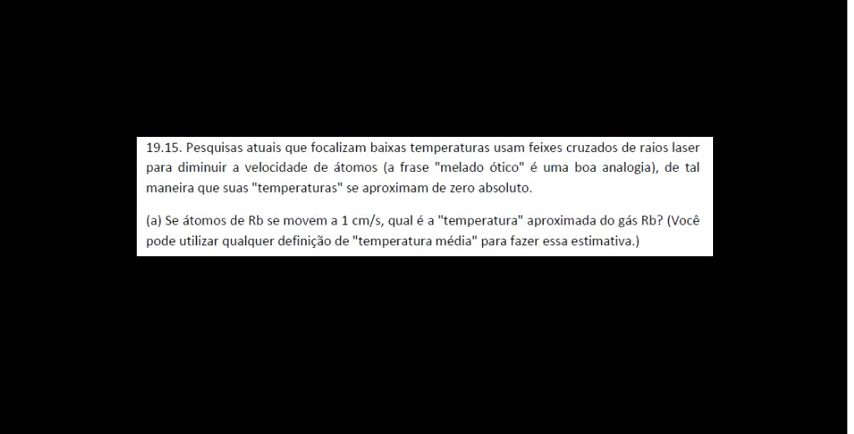 19.15. Pesquisas atuais que focalizam baixas temperaturas usam feixes cruzados de raios laser
para diminuir a velocidade de átomos (a frase "melado ótico" é uma boa analogia), de tal
maneira que suas "temperaturas" se aproximam de zero absoluto.
(a) Se átomos de Rb se movem a 1 cm/s, qual é a "temperatura" aproximada do gás Rb? (Você
pode utilizar qualquer definição de "temperatura média" para fazer essa estimativa.)